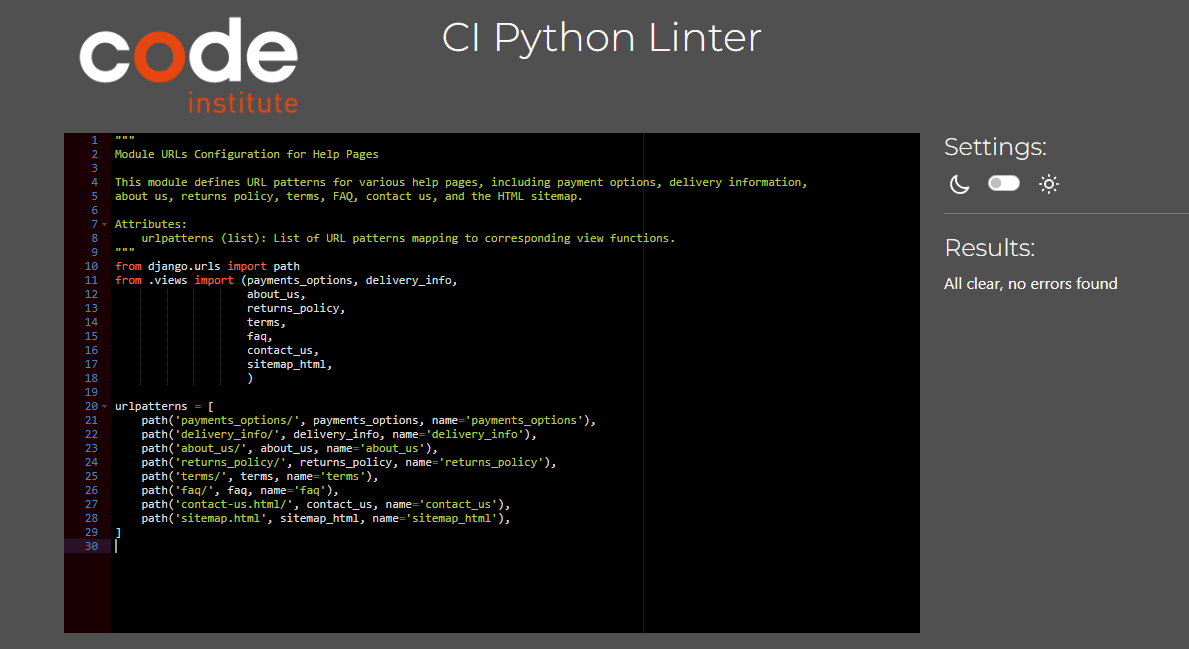 code
institute
CI Python Linter
1 """
2 Module URLs Configuration for Help Pages
3
4 This module defines URL patterns for various help pages, including payment options, delivery information,
5 about us, returns policy, terms, FAQ, contact us, and the HTML sitemap.
6
7 Attributes:
8     urlpatterns (list): List of URL patterns mapping to corresponding view functions.
9 """
10 from django.urls import path
11 from .views import (payments_options, delivery_info,
12                     about_us,
13                     returns_policy,
14                     terms,
15                     faq,
16                     contact_us,
17                     sitemap_html,
18                     )
19
20 urlpatterns = [
21     path('payments_options/', payments_options, name='payments_options'),
22     path('delivery_info/', delivery_info, name='delivery_info'),
23     path('about_us/', about_us, name='about_us'),
24     path('returns_policy/', returns_policy, name='returns_policy'),
25     path('terms/', terms, name='terms'),
26     path('faq/', faq, name='faq'),
27     path('contact-us.html/', contact_us, name='contact_us'),
28     path('sitemap.html', sitemap_html, name='sitemap_html'),
29 ]
30
Settings:
Results:
All clear, no errors found